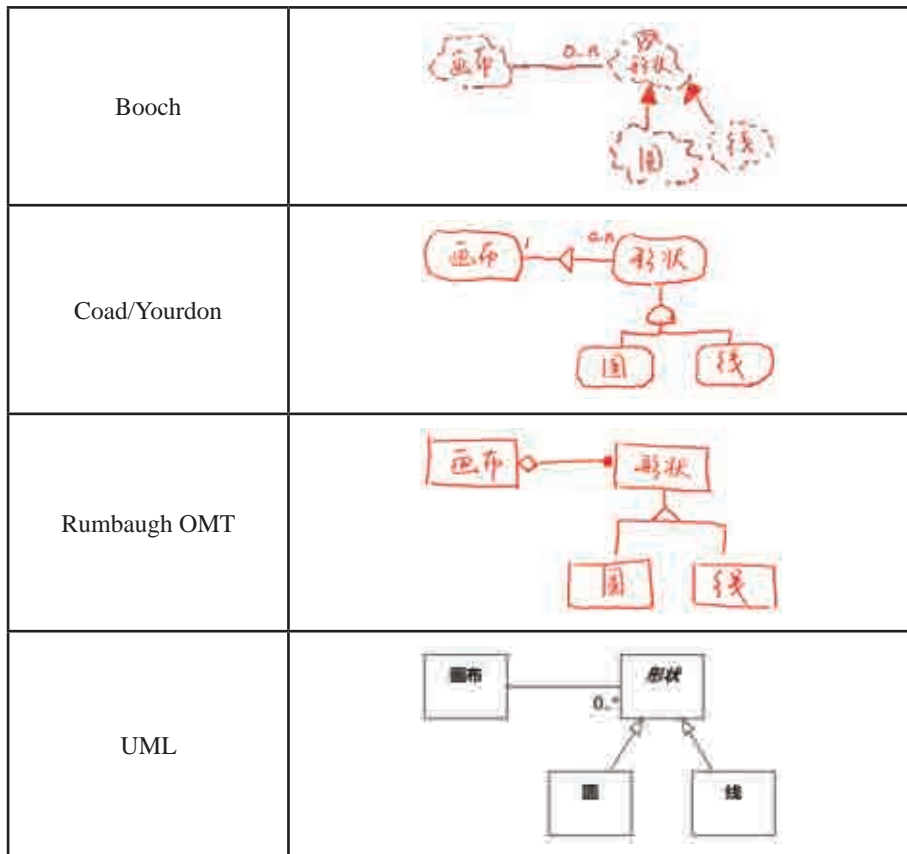 Booch
画布 0..n
形状
圆 线
Coad/Yourdon
画布 1 0..n 形状
圆 线
Rumbaugh OMT
画布 形状
圆 线
UML
画布 形状
0..*
圆 线